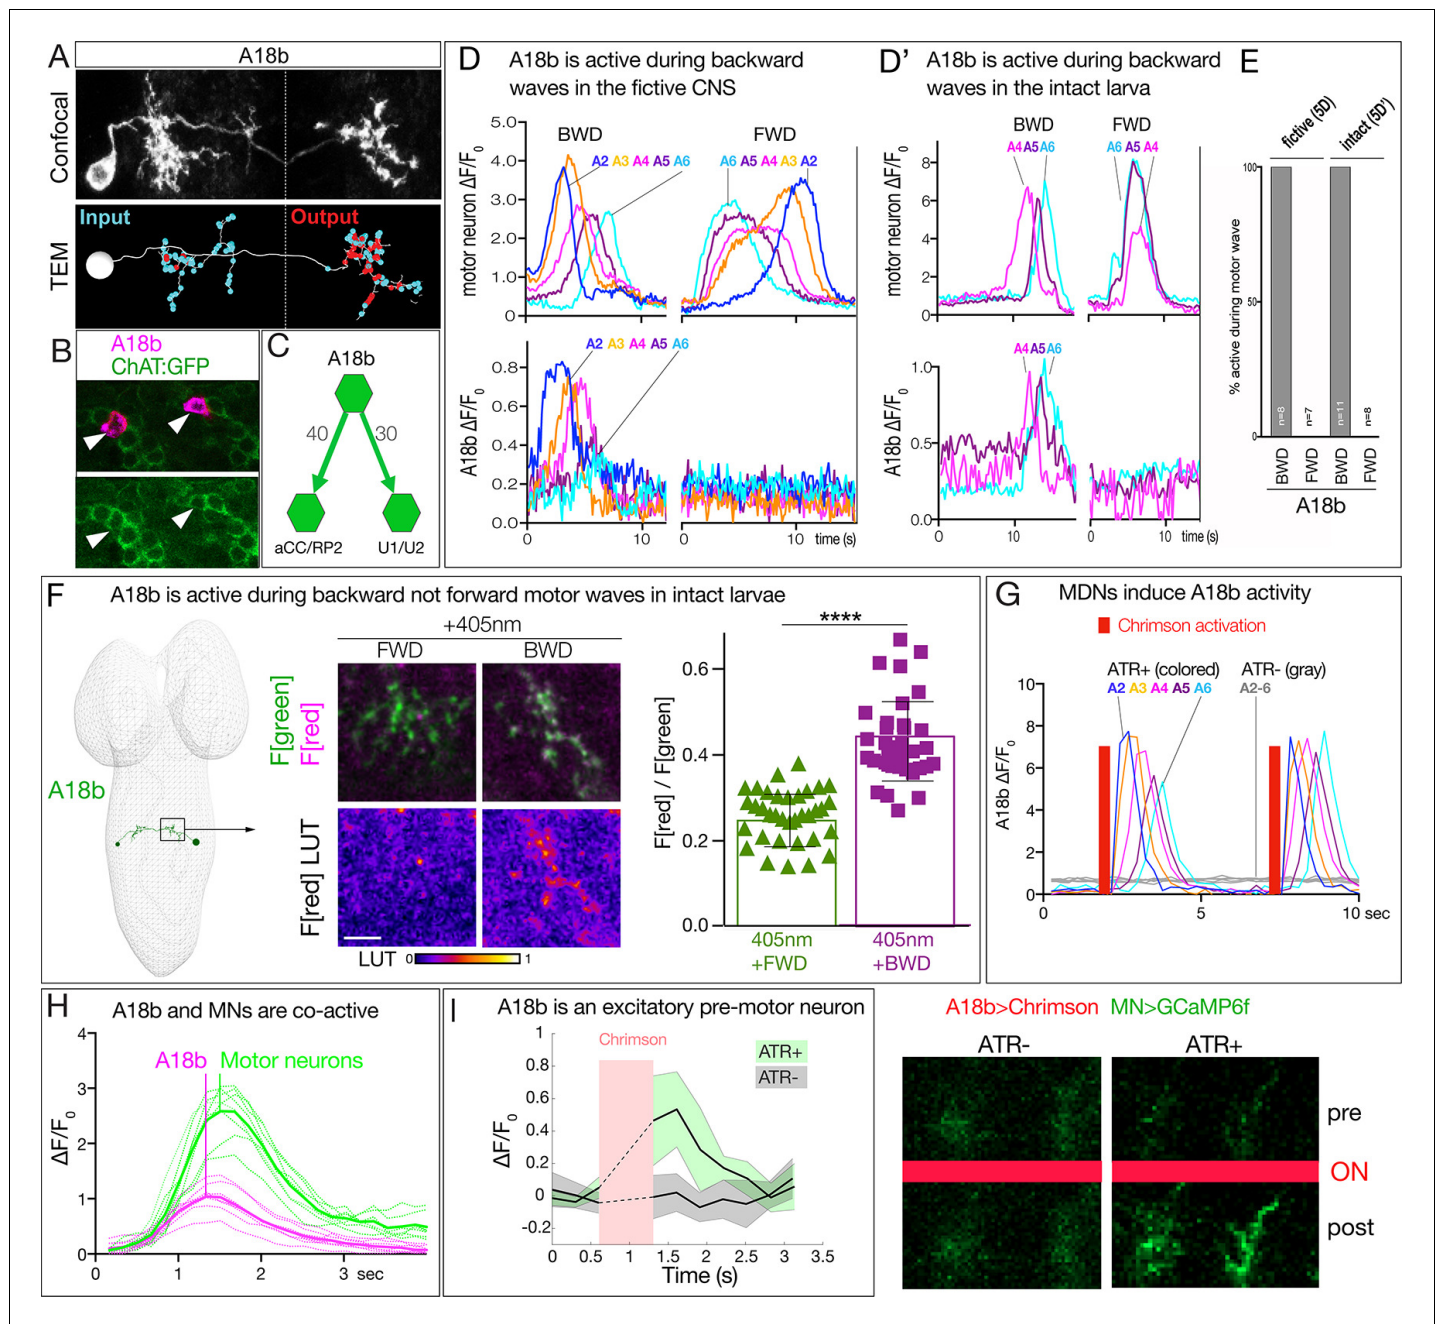 A
A18b
Confocal
TEM
Input
Output
B
A18b
ChAT:GFP
C
A18b
40
30
aCC/RP2
U1/U2
D
A18b is active during backward
waves in the fictive CNS
motor neuron ΔF/F0
5.0
4.0
3.0
2.0
1.0
0
BWD
FWD
A2 A3 A4 A5 A6
A6 A5 A4 A3 A2
0
10
10
A18b ΔF/F0
0.8
0.6
0.4
0.2
0.0
A2 A3 A4 A5 A6
0
10
0
10
time (s)
D'
A18b is active during backward
waves in the intact larva
motor neuron ΔF/F0
8
6
4
2
0
BWD
FWD
A4 A5 A6
A6 A5 A4
10
0
10
A18b ΔF/F0
1.0
0.5
0.0
A4 A5 A6
0
10
0
10
time (s)
E
fictive (5D)
intact (5D')
% active during motor wave
100
50
0
n=8
n=7
n=11
n=8
BWD
FWD
BWD
FWD
A18b
F
A18b is active during backward not forward motor waves in intact larvae
A18b
+405nm
FWD
BWD
F[green]
F[red]
F[red] LUT
LUT 0 1
****
F[red] / F[green]
0.6
0.4
0.2
0.0
405nm
+FWD
405nm
+BWD
G
MDNs induce A18b activity
Chrimson activation
ATR+ (colored)
ATR- (gray)
A2 A3 A4 A5 A6
A2-6
A18b ΔF/F0
10
8
6
4
2
0
0
5
10 sec
H
A18b and MNs are co-active
A18b
Motor neurons
ΔF/F0
4
3
2
1
0
0
1
2
3 sec
I
A18b is an excitatory pre-motor neuron
Chrimson
ATR+
ATR-
ΔF/F0
1
0.8
0.6
0.4
0.2
0
-0.2
0
0.5
1
1.5
2
2.5
3
3.5
Time (s)
A18b>Chrimson MN>GCaMP6f
ATR-
ATR+
pre
ON
post